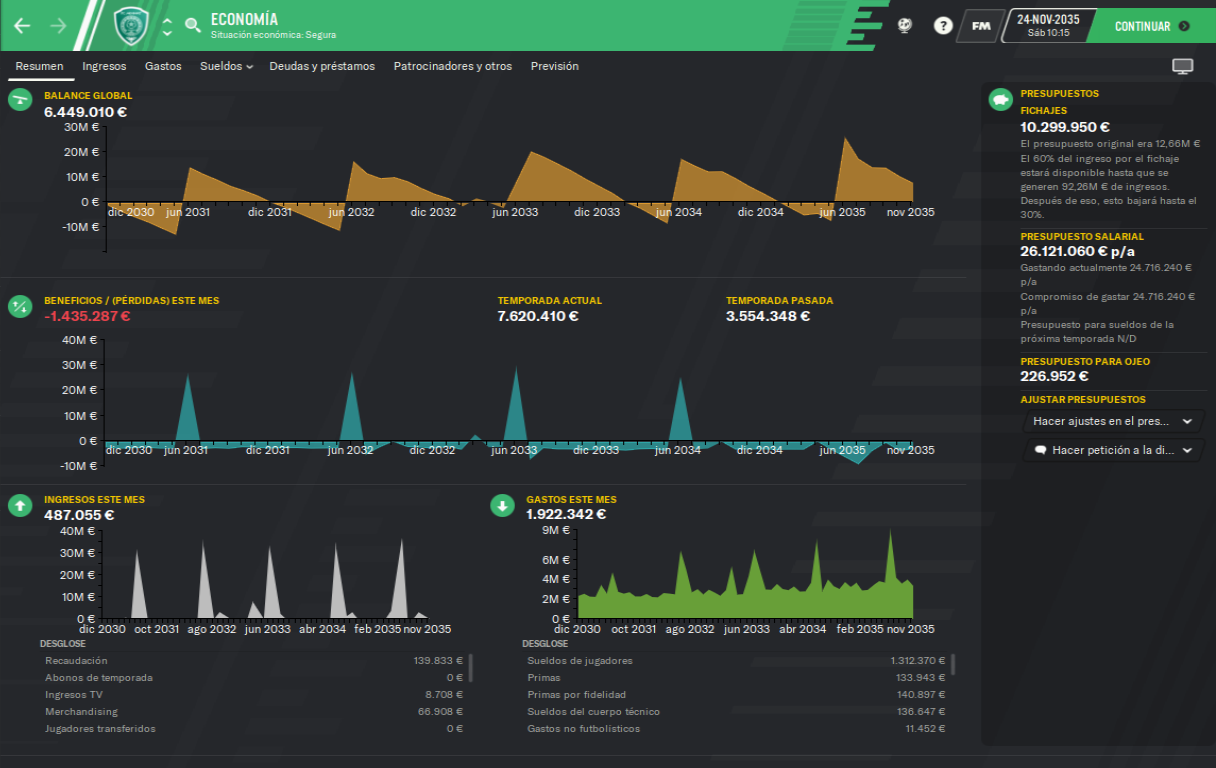 ECONOMÍA
Situación económica: Segura
?
FM
24-NOV-2035
Sáb 10:15
CONTINUAR
Resumen Ingresos Gastos Sueldos Deudas y préstamos Patrocinadores y otros Previsión
BALANCE GLOBAL
6.449.010 €
30M €
20M €
10M €
0 €
-10M €
dic 2030 jun 2031 dic 2031 jun 2032 dic 2032 jun 2033 dic 2033 jun 2034 dic 2034 jun 2035 nov 2035
BENEFICIOS / (PÉRDIDAS) ESTE MES
-1.435.287 €
TEMPORADA ACTUAL
7.620.410 €
TEMPORADA PASADA
3.554.348 €
40M €
30M €
20M €
10M €
0 €
-10M €
dic 2030 jun 2031 dic 2031 jun 2032 dic 2032 jun 2033 dic 2033 jun 2034 dic 2034 jun 2035 nov 2035
INGRESOS ESTE MES
487.055 €
40M €
30M €
20M €
10M €
0 €
dic 2030 oct 2031 ago 2032 jun 2033 abr 2034 feb 2035 nov 2035
DESGLOSE
Recaudación 139.833 €
Abonos de temporada 0 €
Ingresos TV 8.708 €
Merchandising 66.908 €
Jugadores transferidos 0 €
GASTOS ESTE MES
1.922.342 €
9M €
6M €
4M €
2M €
0 €
dic 2030 oct 2031 ago 2032 jun 2033 abr 2034 feb 2035 nov 2035
DESGLOSE
Sueldos de jugadores 1.312.370 €
Primas 133.943 €
Primas por fidelidad 140.897 €
Sueldos del cuerpo técnico 136.647 €
Gastos no futbolísticos 11.452 €
PRESUPUESTOS
FICHAJES
10.299.950 €
El presupuesto original era 12,66M €
El 60% del ingreso por el fichaje
estará disponible hasta que se
generen 92,26M € de ingresos.
Después de eso, esto bajará hasta el
30%.
PRESUPUESTO SALARIAL
26.121.060 € p/a
Gastando actualmente 24.716.240 €
p/a
Compromiso de gastar 24.716.240 €
p/a
Presupuesto para sueldos de la
próxima temporada N/D
PRESUPUESTO PARA OJEO
226.952 €
AJUSTAR PRESUPUESTOS
Hacer ajustes en el pres...
Hacer petición a la di...